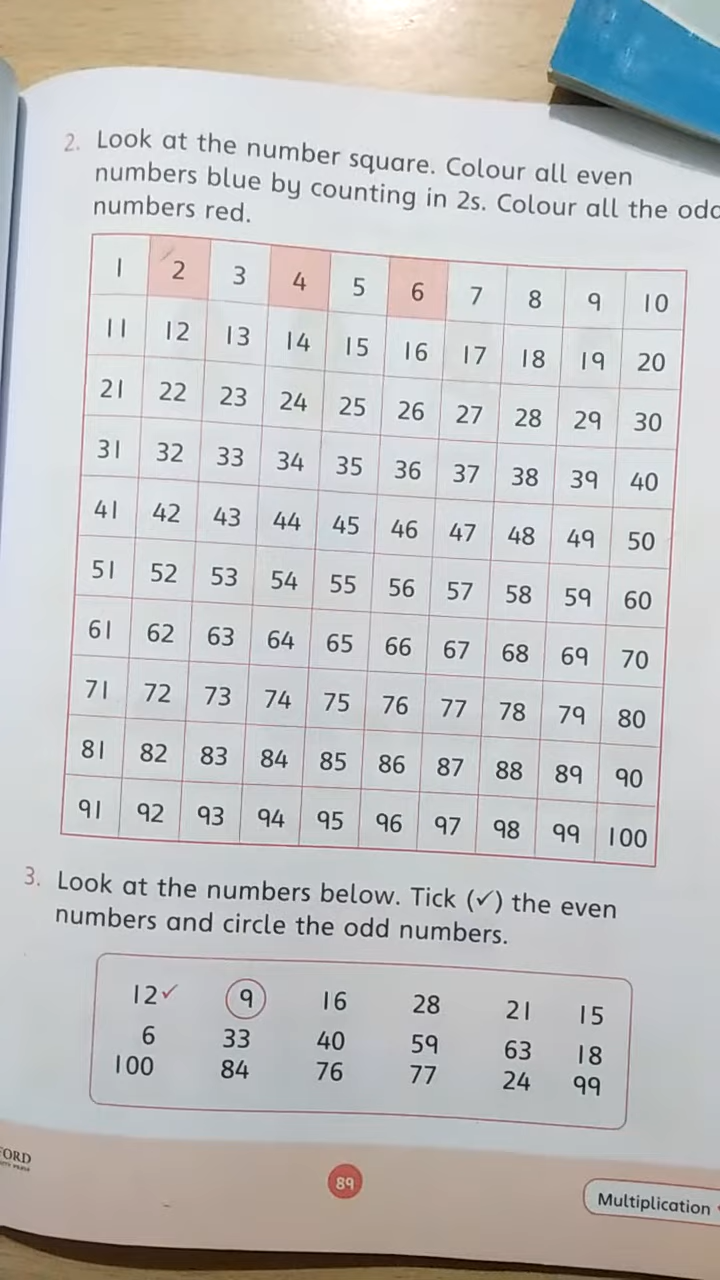 2. Look at the number square. Colour all even
numbers blue by counting in 2s. Colour all the odd
numbers red.
1 2 3 4 5 6 7 8 9 10
11 12 13 14 15 16 17 18 19 20
21 22 23 24 25 26 27 28 29 30
31 32 33 34 35 36 37 38 39 40
41 42 43 44 45 46 47 48 49 50
51 52 53 54 55 56 57 58 59 60
61 62 63 64 65 66 67 68 69 70
71 72 73 74 75 76 77 78 79 80
81 82 83 84 85 86 87 88 89 90
91 92 93 94 95 96 97 98 99 100
3. Look at the numbers below. Tick (✓) the even
numbers and circle the odd numbers.
12✓ 9 16 28 21 15
6 33 40 59 63 18
100 84 76 77 24 99
89
Multiplication